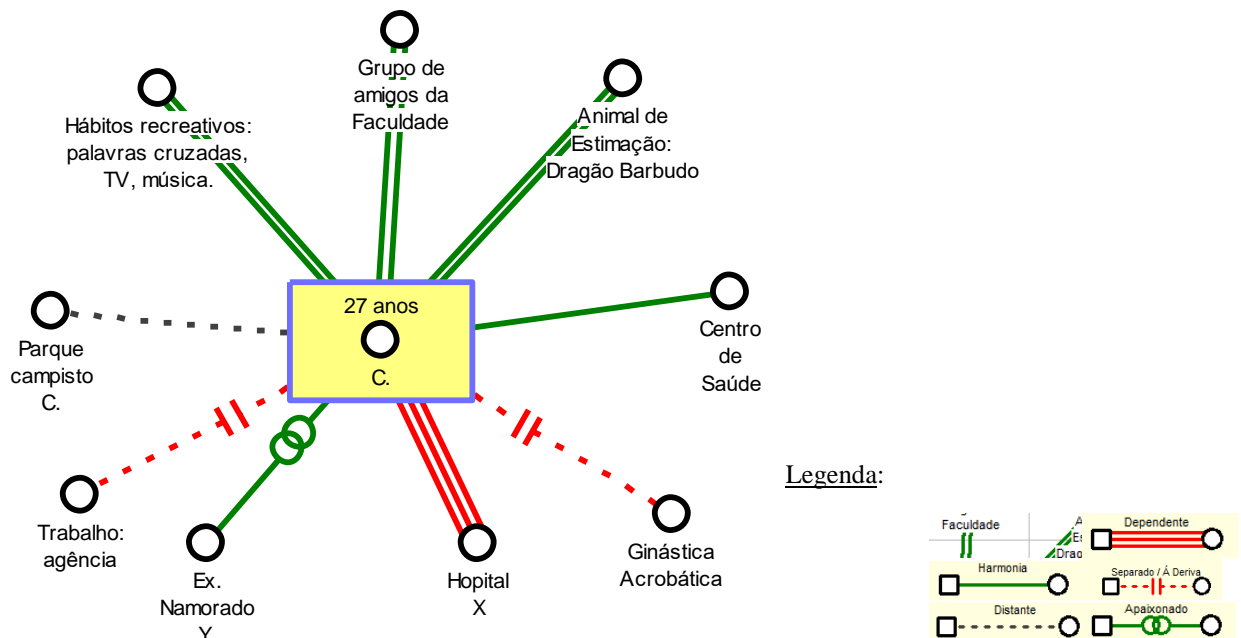 Grupo de
amigos da
Faculdade
Hábitos recreativos:
palavras cruzadas,
TV, música.
Animal de
Estimação:
Dragão Barbudo
27 anos
C.
Centro
de
Saúde
Parque
campisto
C.
Trabalho:
agência
Ex.
Namorado
Y
Hopital
X
Ginástica
Acrobática
Legenda:
Faculdade
Drag
Dependente
Harmonia
Separado / Á Deriva
Distante
Apaixonado